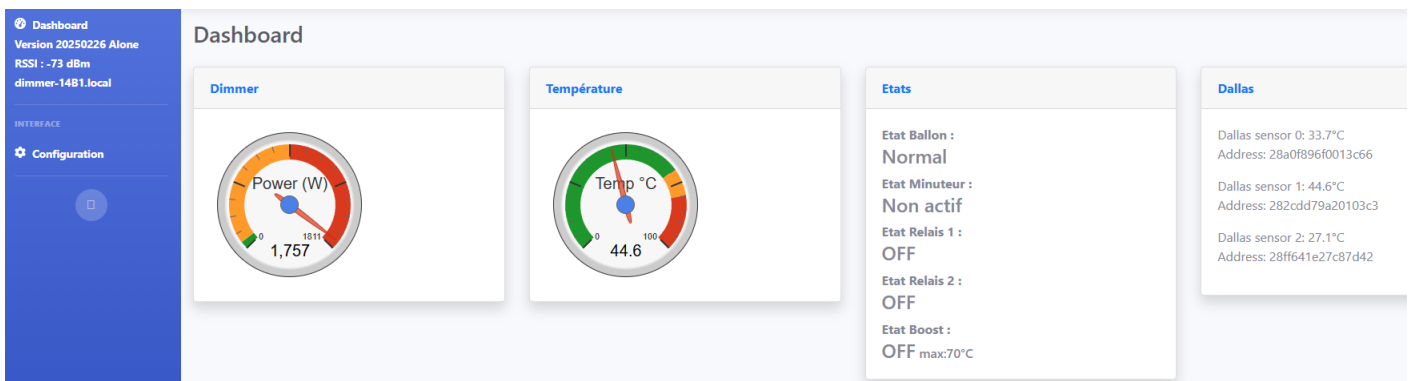 Dashboard
Version 20250226 Alone
RSSI : -73 dBm
dimmer-14B1.local
INTERFACE
Configuration
Dashboard
Dimmer
Power (W)
0
1811
1,757
Température
Temp °C
0
100
44.6
Etats
Etat Ballon :
Normal
Etat Minuteur :
Non actif
Etat Relais 1 :
OFF
Etat Relais 2 :
OFF
Etat Boost :
OFF max:70°C
Dallas
Dallas sensor 0: 33.7°C
Address: 28a0f896f0013c66
Dallas sensor 1: 44.6°C
Address: 282cdd79a20103c3
Dallas sensor 2: 27.1°C
Address: 28ff641e27c87d42